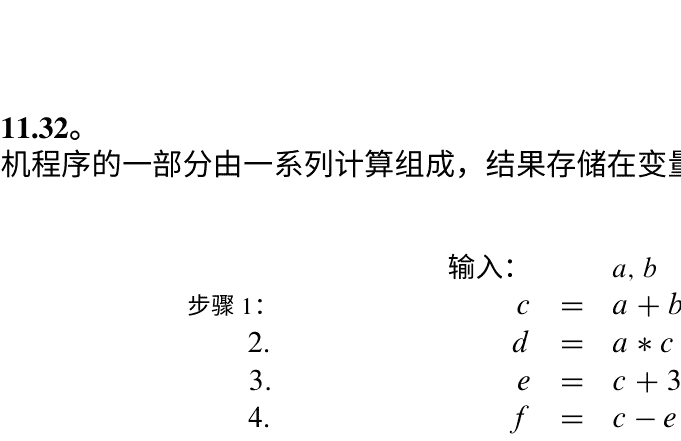 11.32。
机程序的一部分由一系列计算组成，结果存储在变量
输入： a, b
步骤 1： c = a + b
2. d = a ∗ c
3. e = c + 3
4. f = c − e